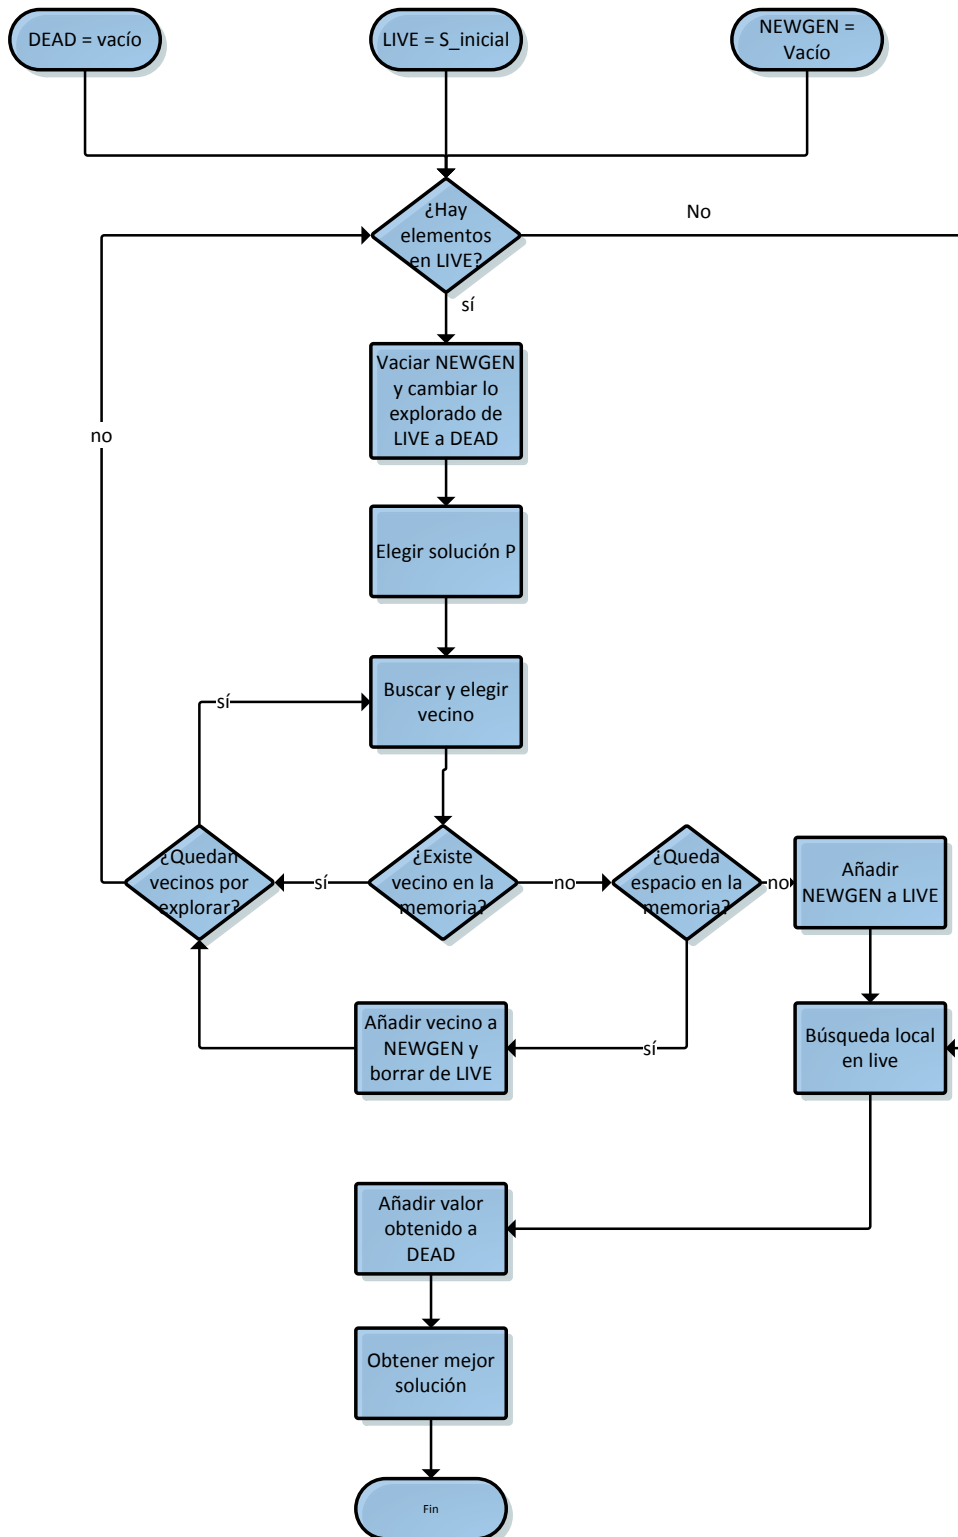 DEAD = vacío
LIVE = S_inicial
NEWGEN =
Vacío
¿Hay
elementos
en LIVE?
No
sí
Vaciar NEWGEN
y cambiar lo
explorado de
LIVE a DEAD
no
Elegir solución P
Buscar y elegir
vecino
sí
¿Quedan
vecinos por
explorar?
sí
¿Existe
vecino en la
memoria?
no
¿Queda
espacio en la
memoria?
no
Añadir
NEWGEN a LIVE
Añadir vecino a
NEWGEN y
borrar de LIVE
sí
Búsqueda local
en live
Añadir valor
obtenido a
DEAD
Obtener mejor
solución
Fin